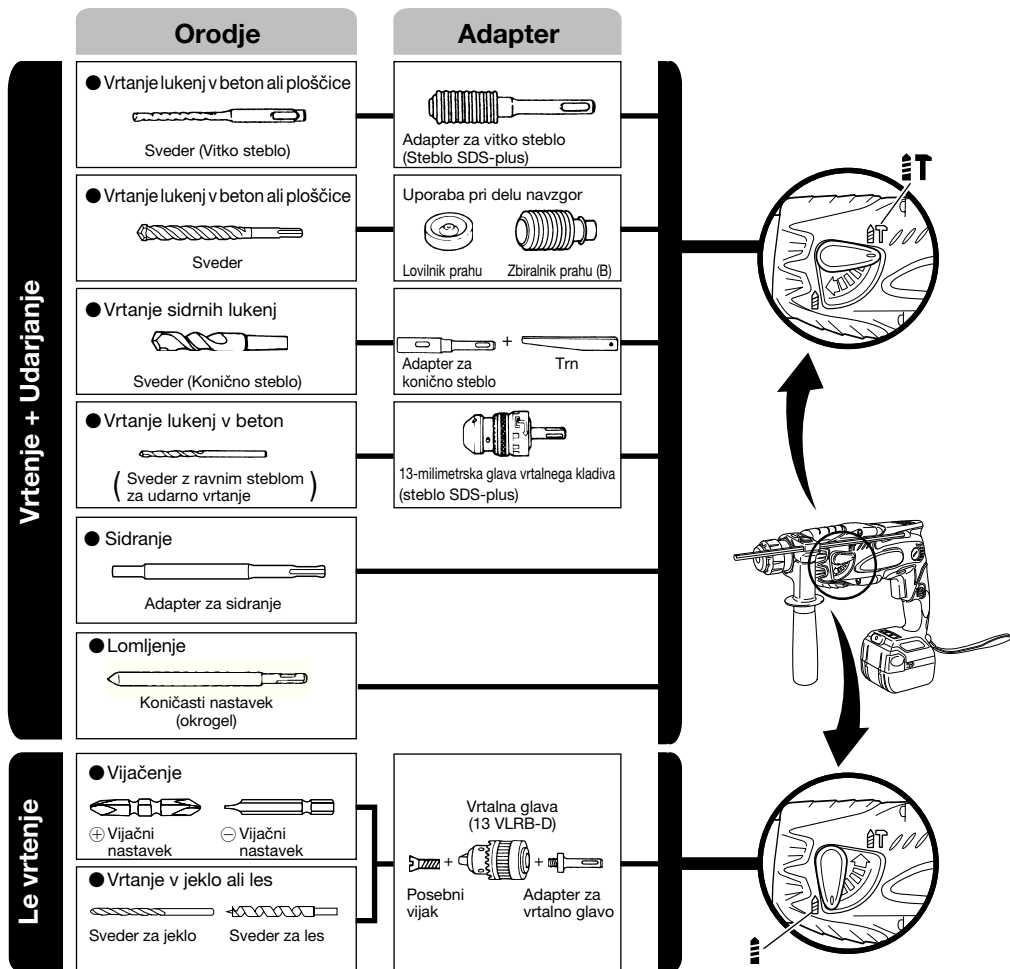 Orodje
Adapter
Vrtenje + Udarjanje
● Vrtanje lukenj v beton ali ploščice
Sveder (Vitko steblo)
Adapter za vitko steblo
(Steblo SDS-plus)
● Vrtanje lukenj v beton ali ploščice
Sveder
Uporaba pri delu navzgor
Lovilnik prahu
Zbiralnik prahu (B)
● Vrtanje sidrnih lukenj
Sveder (Konično steblo)
+
Adapter za
konično steblo
Trn
● Vrtanje lukenj v beton
( Sveder z ravnim steblom
za udarno vrtanje )
13-milimetrska glava vrtalnega kladiva
(steblo SDS-plus)
● Sidranje
Adapter za sidranje
● Lomljenje
Koničasti nastavek
(okrogel)
Le vrtenje
● Vijačenje
⊕ Vijačni
nastavek
⊖ Vijačni
nastavek
● Vrtanje v jeklo ali les
Sveder za jeklo
Sveder za les
Vrtalna glava
(13 VLRB-D)
+
+
Posebni
vijak
Adapter za
vrtalno glavo